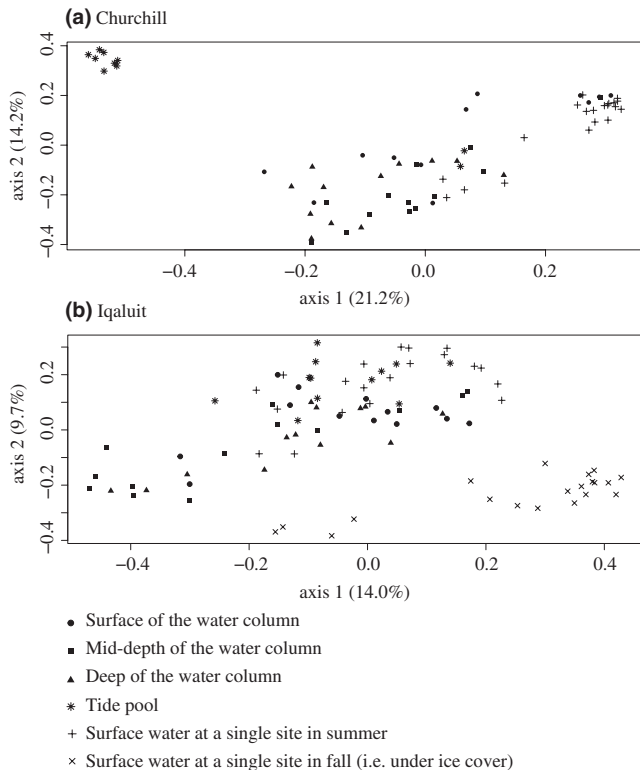 (a) Churchill
0.4
0.2
0.0
−0.2
−0.4
axis 2 (14.2%)
−0.4
−0.2
0.0
0.2
axis 1 (21.2%)
(b) Iqaluit
0.2
0.0
−0.2
−0.4
axis 2 (9.7%)
−0.4
−0.2
0.0
0.2
0.4
axis 1 (14.0%)
Surface of the water column
Mid-depth of the water column
Deep of the water column
Tide pool
Surface water at a single site in summer
Surface water at a single site in fall (i.e. under ice cover)